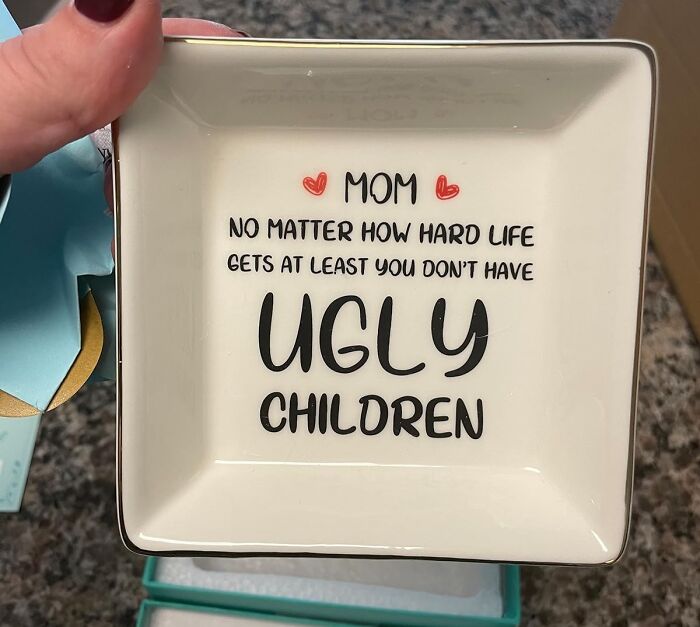 MOM
NO MATTER HOW HARD LIFE
GETS AT LEAST YOU DON'T HAVE
UGLY
CHILDREN